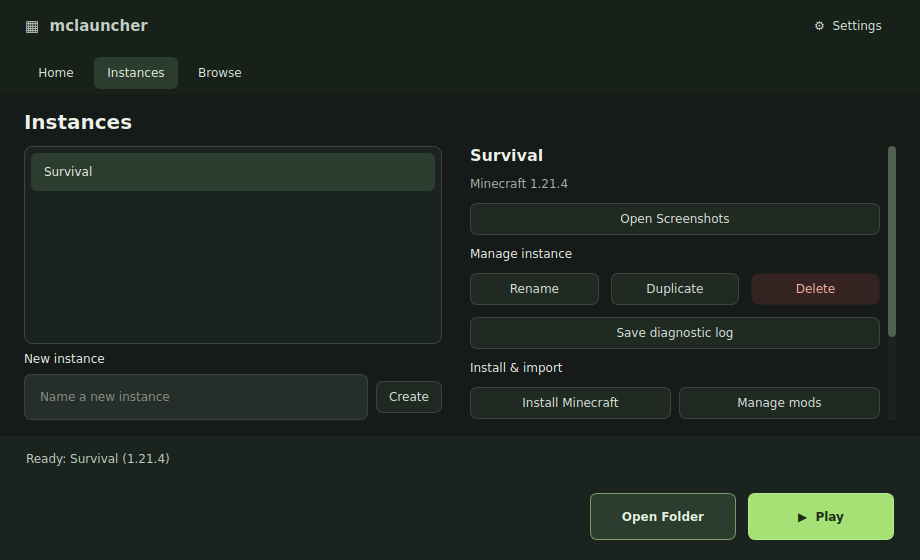 mclauncher
Settings
Home
Instances
Browse
Instances
Survival
New instance
Name a new instance
Create
Survival
Minecraft 1.21.4
Open Screenshots
Manage instance
Rename
Duplicate
Delete
Save diagnostic log
Install & import
Install Minecraft
Manage mods
Ready: Survival (1.21.4)
Open Folder
Play